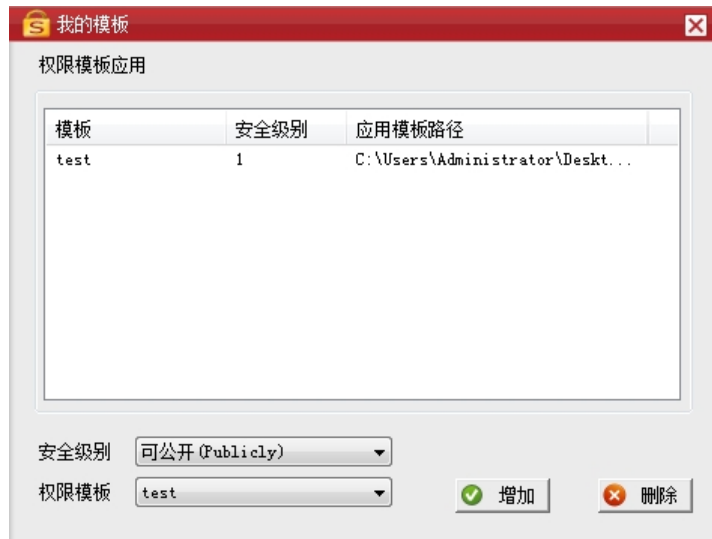 我的模板
权限模板应用
模板 安全级别 应用模板路径
test 1 C:\Users\Administrator\Deskt...
安全级别 可公开(Publicly)
权限模板 test 增加 删除